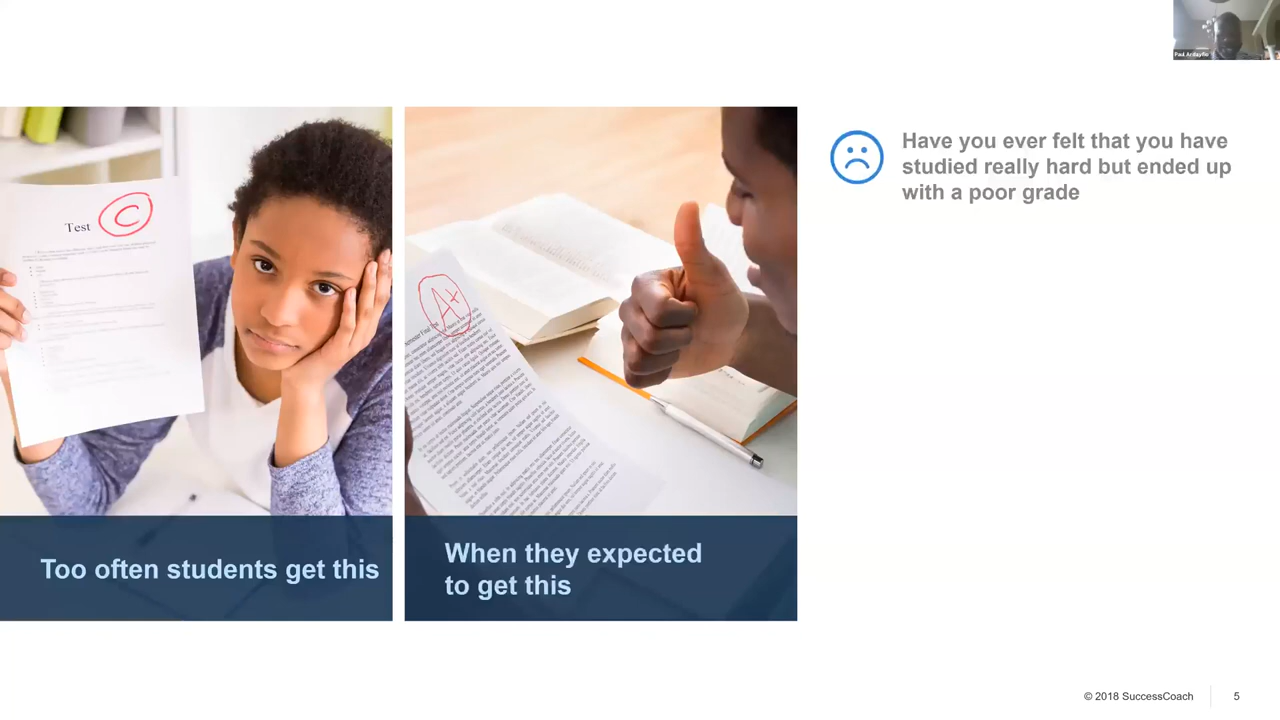 Paul
Test C
A+
Too often students get this
When they expected
to get this
Have you ever felt that you have
studied really hard but ended up
with a poor grade
© 2018 SuccessCoach
5